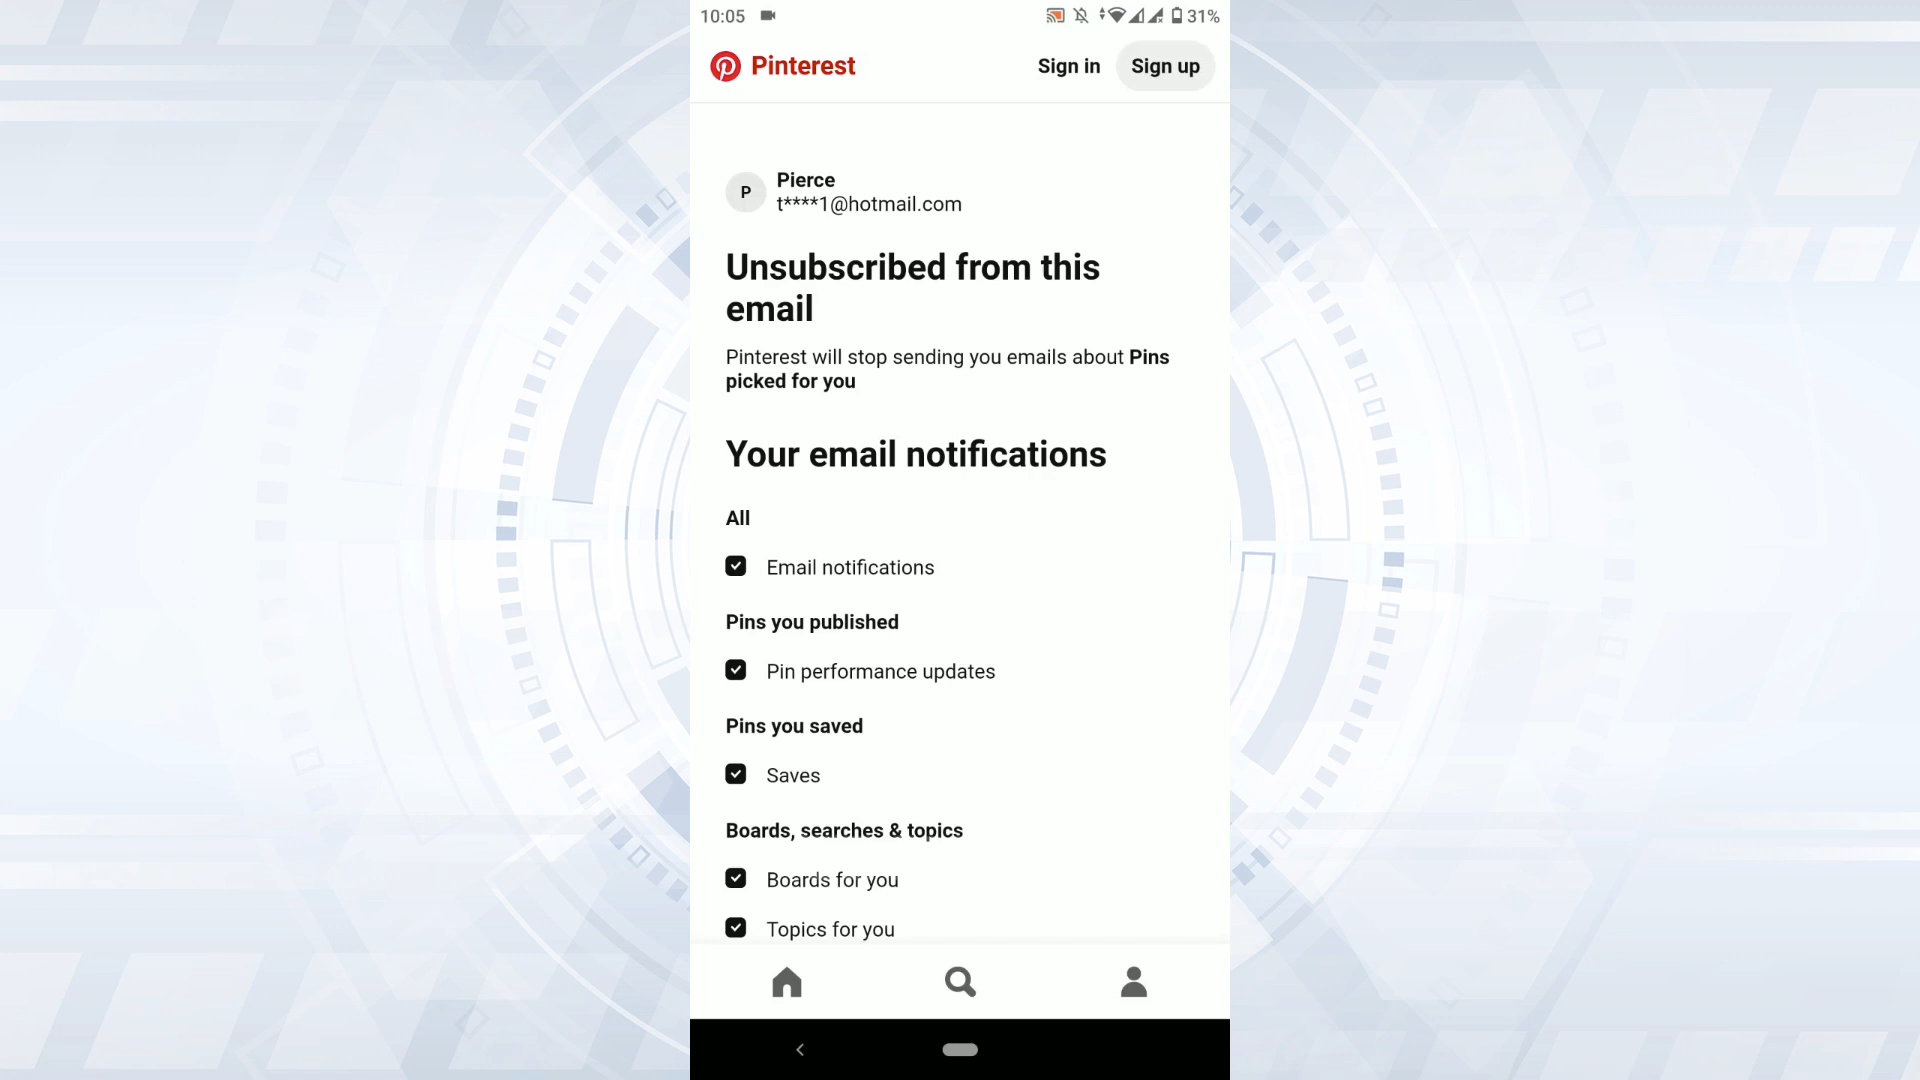 10:05
31%
Pinterest
Sign in
Sign up
P
Pierce
t****1@hotmail.com
Unsubscribed from this
email
Pinterest will stop sending you emails about Pins
picked for you
Your email notifications
All
Email notifications
Pins you published
Pin performance updates
Pins you saved
Saves
Boards, searches & topics
Boards for you
Topics for you